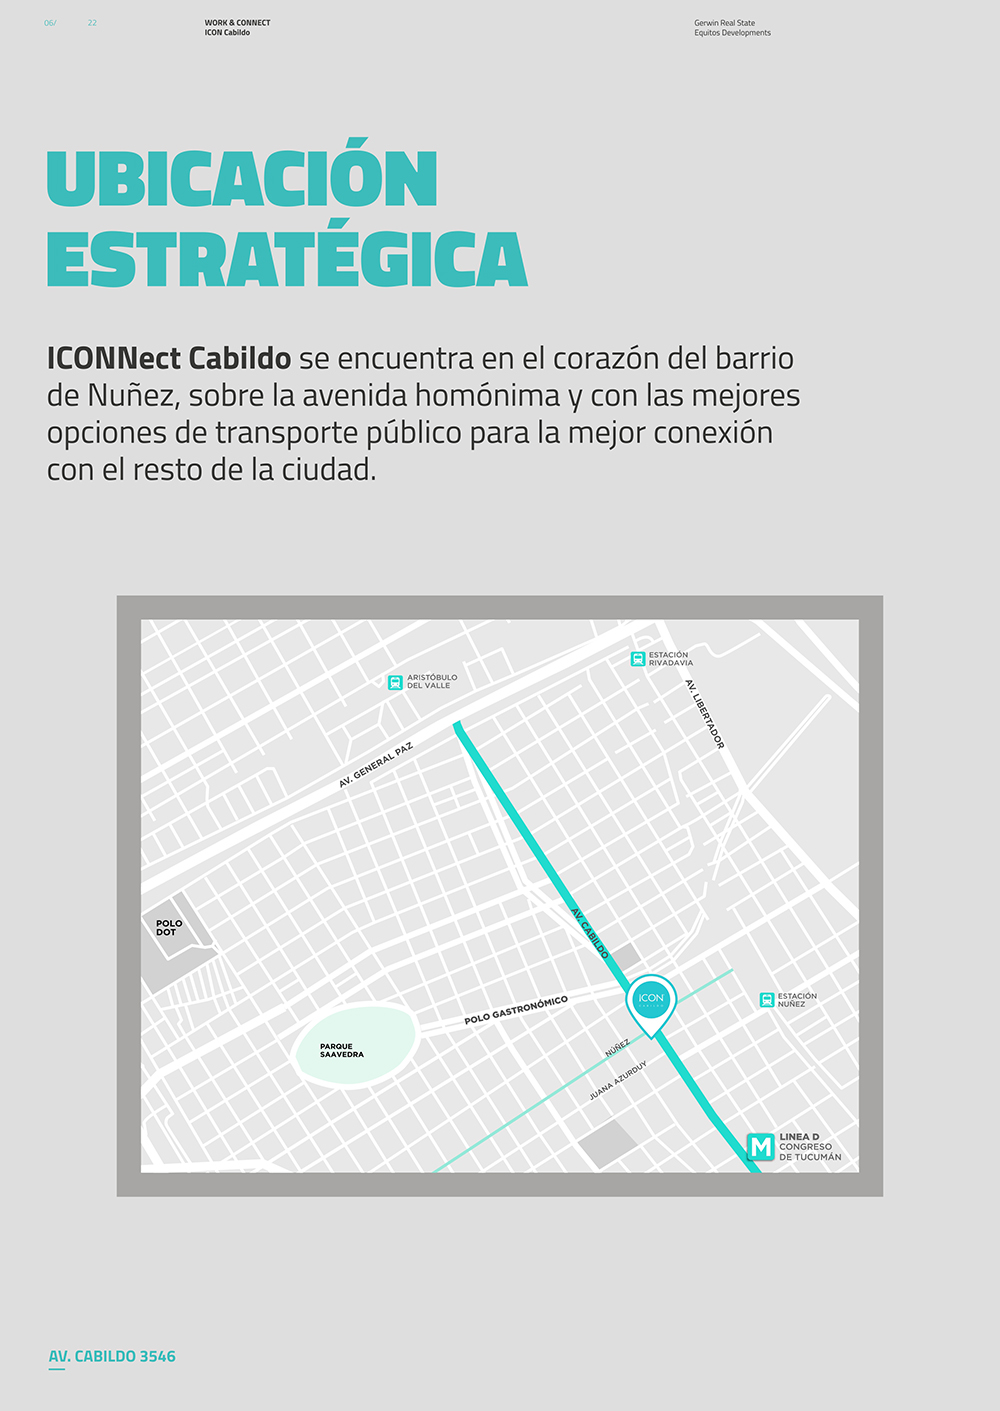 06/ 22
WORK & CONNECT
ICON Cabildo
Gerwin Real State
Equitos Developments
UBICACIÓN
ESTRATÉGICA
ICONNect Cabildo se encuentra en el corazón del barrio
de Nuñez, sobre la avenida homónima y con las mejores
opciones de transporte público para la mejor conexión
con el resto de la ciudad.
ESTACIÓN
RIVADAVIA
ARISTÓBULO
DEL VALLE
AV. LIBERTADOR
AV. GENERAL PAZ
POLO
DOT
AV. CABILDO
ICON
CABILDO
ESTACIÓN
NUÑEZ
POLO GASTRONÓMICO
PARQUE
SAAVEDRA
NÚÑEZ
JUANA AZURDUY
M
LINEA D
CONGRESO
DE TUCUMÁN
AV. CABILDO 3546